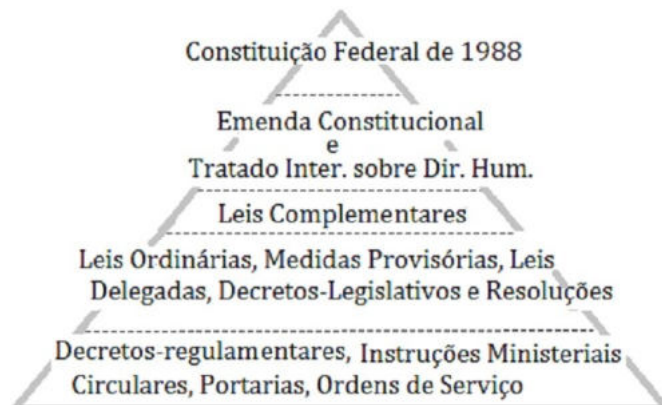 Constituição Federal de 1988
Emenda Constitucional
e
Tratado Inter. sobre Dir. Hum.
Leis Complementares
Leis Ordinárias, Medidas Provisórias, Leis
Delegadas, Decretos-Legislativos e Resoluções
Decretos-regulamentares, Instruções Ministeriais
Circulares, Portarias, Ordens de Serviço